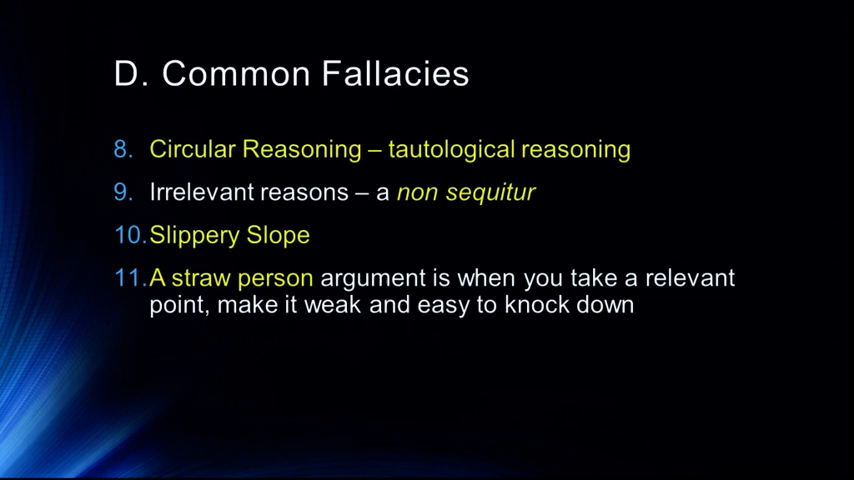 D. Common Fallacies
8. Circular Reasoning – tautological reasoning
9. Irrelevant reasons – a non sequitur
10. Slippery Slope
11. A straw person argument is when you take a relevant
point, make it weak and easy to knock down